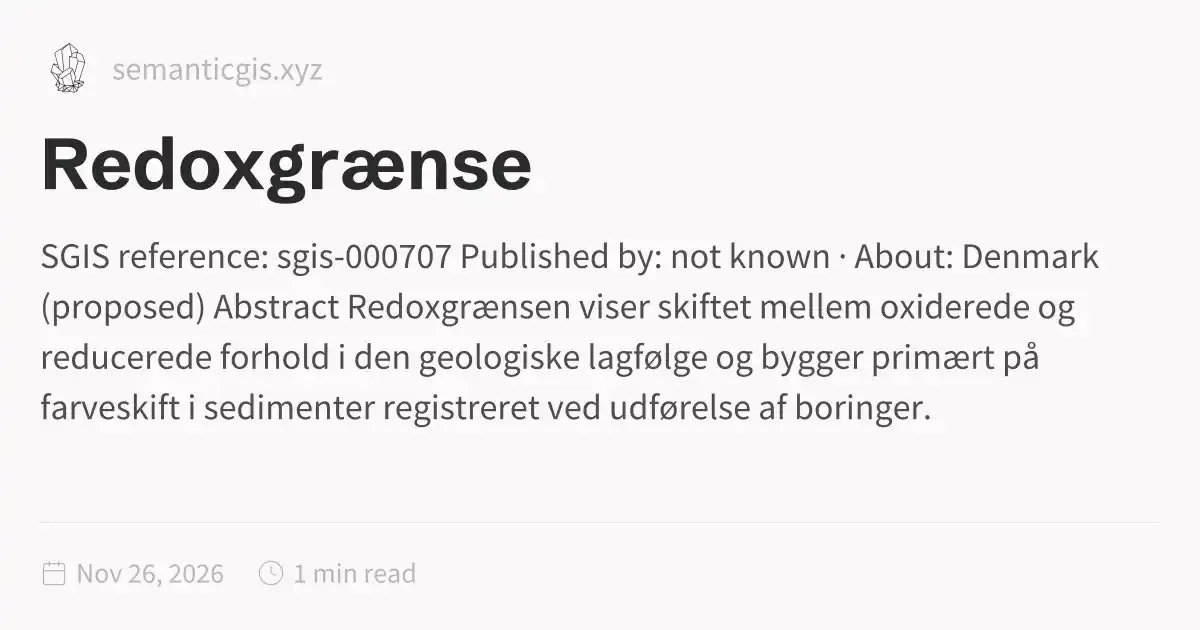 semanticgis.xyz
Redoxgrænse
SGIS reference: sgis-000707 Published by: not known · About: Denmark
(proposed) Abstract Redoxgrænsen viser skiftet mellem oxiderede og
reducerede forhold i den geologiske lagfølge og bygger primært på
farveskift i sedimenter registreret ved udførelse af boringer.
Nov 26, 2026 1 min read